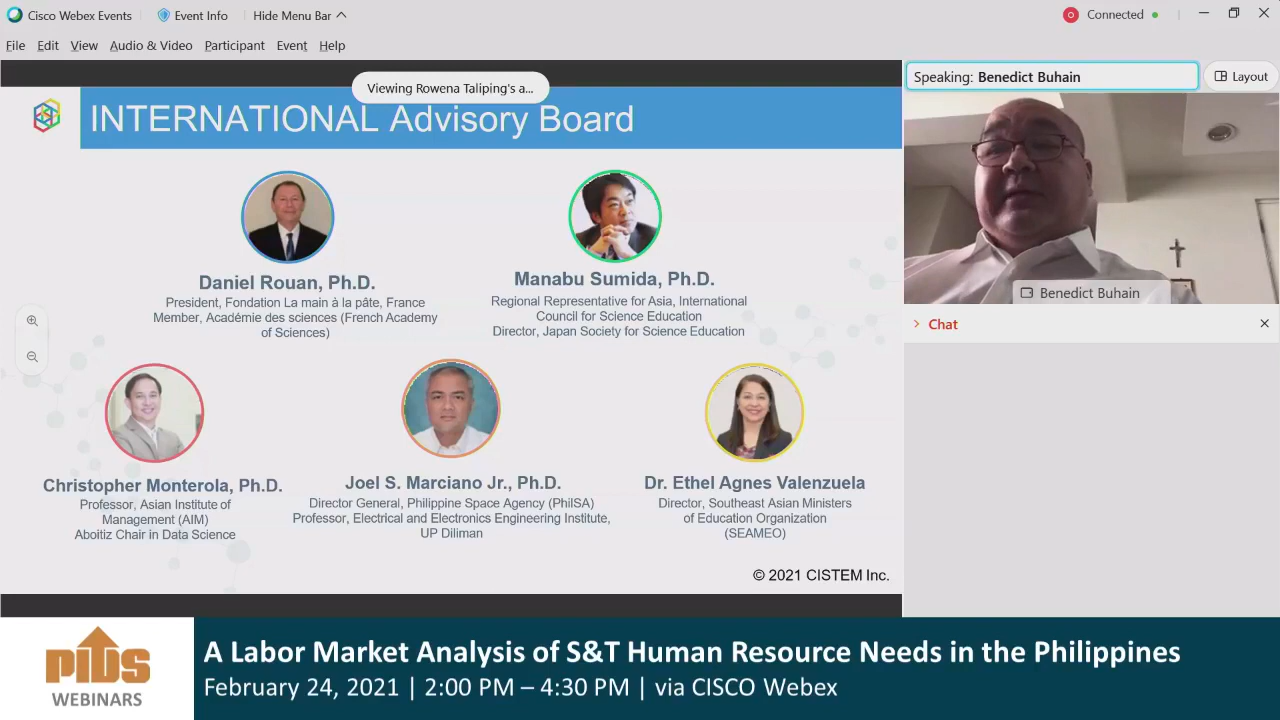 Cisco Webex Events
Event Info
Hide Menu Bar
Connected
File Edit View Audio & Video Participant Event Help
Viewing Rowena Taliping's a...
Speaking: Benedict Buhain
Layout
INTERNATIONAL Advisory Board
Daniel Rouan, Ph.D.
President, Fondation La main à la pâte, France
Member, Académie des sciences (French Academy
of Sciences)
Manabu Sumida, Ph.D.
Regional Representative for Asia, International
Council for Science Education
Director, Japan Society for Science Education
Benedict Buhain
Chat
Christopher Monterola, Ph.D.
Professor, Asian Institute of
Management (AIM)
Aboitiz Chair in Data Science
Joel S. Marciano Jr., Ph.D.
Director General, Philippine Space Agency (PhilSA)
Professor, Electrical and Electronics Engineering Institute,
UP Diliman
Dr. Ethel Agnes Valenzuela
Director, Southeast Asian Ministers
of Education Organization
(SEAMEO)
© 2021 CISTEM Inc.
pids
WEBINARS
A Labor Market Analysis of S&T Human Resource Needs in the Philippines
February 24, 2021 | 2:00 PM – 4:30 PM | via CISCO Webex